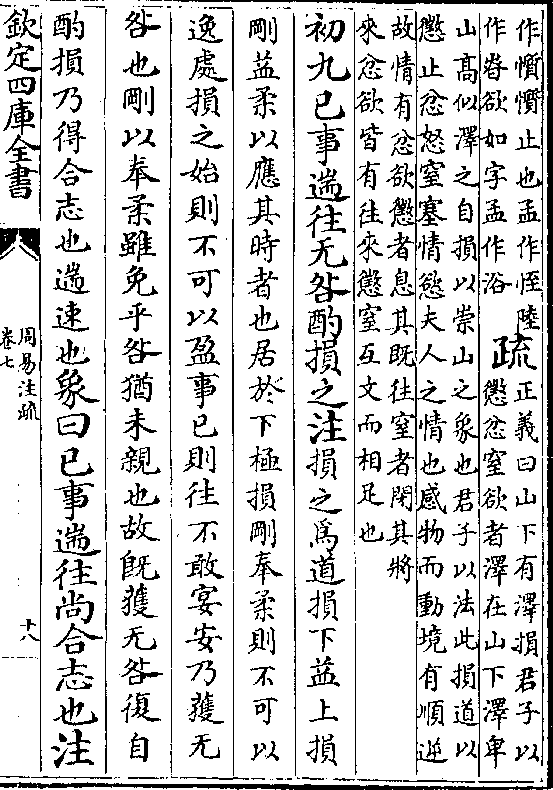 作懫懫止也孟作恎陸
作眘欲如字孟作浴
疏
正義曰山下有澤損君子以
懲忿窒欲者澤在山下澤卑
山高似澤之自損以崇山之象也君子以法此損道以
懲止忿怒窒塞情慾夫人之情也感物而動境有順逆
故情有忿欲懲者息其既往窒者閉其將
來忿欲皆有往來懲窒互文而相足也
初九已事遄往无咎酌損之注損之為道損下益上損
剛益柔以應其時者也居於下極損剛奉柔則不可以
逸處損之始則不可以盈事已則往不敢宴安乃獲无
咎也剛以奉柔雖免乎咎猶未親也故既獲无咎復自
酌損乃得合志也遄速也象曰已事遄往尚合志也注
欽定四庫全書
周易注疏
卷七
十八